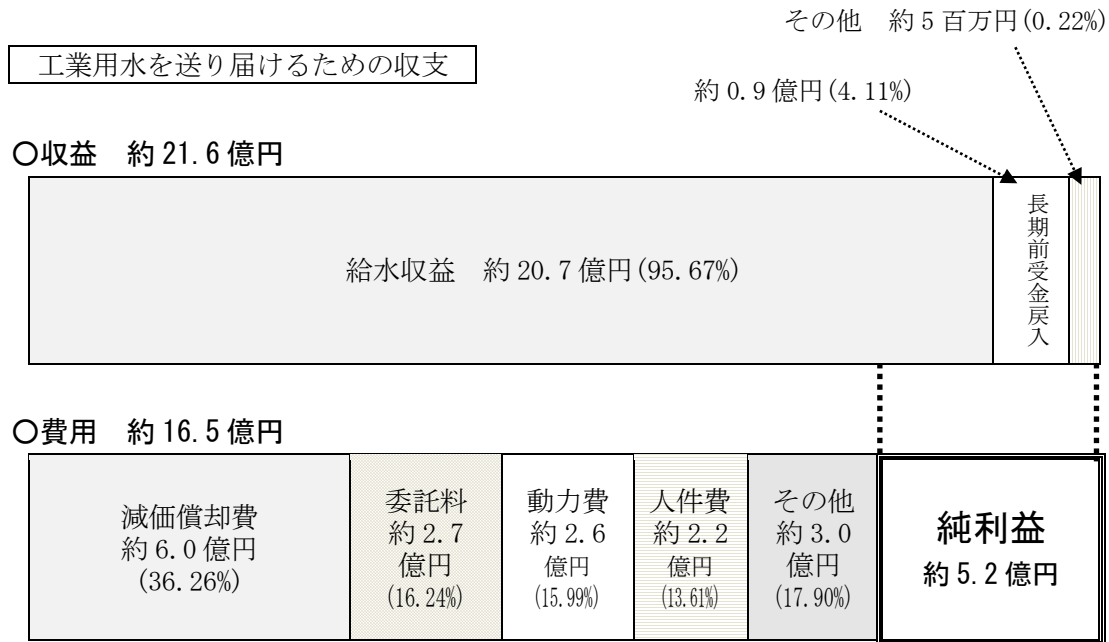 その他　約5百万円(0.22%)
工業用水を送り届けるための収支
約0.9億円(4.11%)
〇収益　約21.6億円
給水収益　約20.7億円(95.67%)
長期前受金戻入
〇費用　約16.5億円
減価償却費
約6.0億円
(36.26%)
委託料
約2.7
億円
(16.24%)
動力費
約2.6
億円
(15.99%)
人件費
約2.2
億円
(13.61%)
その他
約3.0
億円
(17.90%)
純利益
約5.2億円